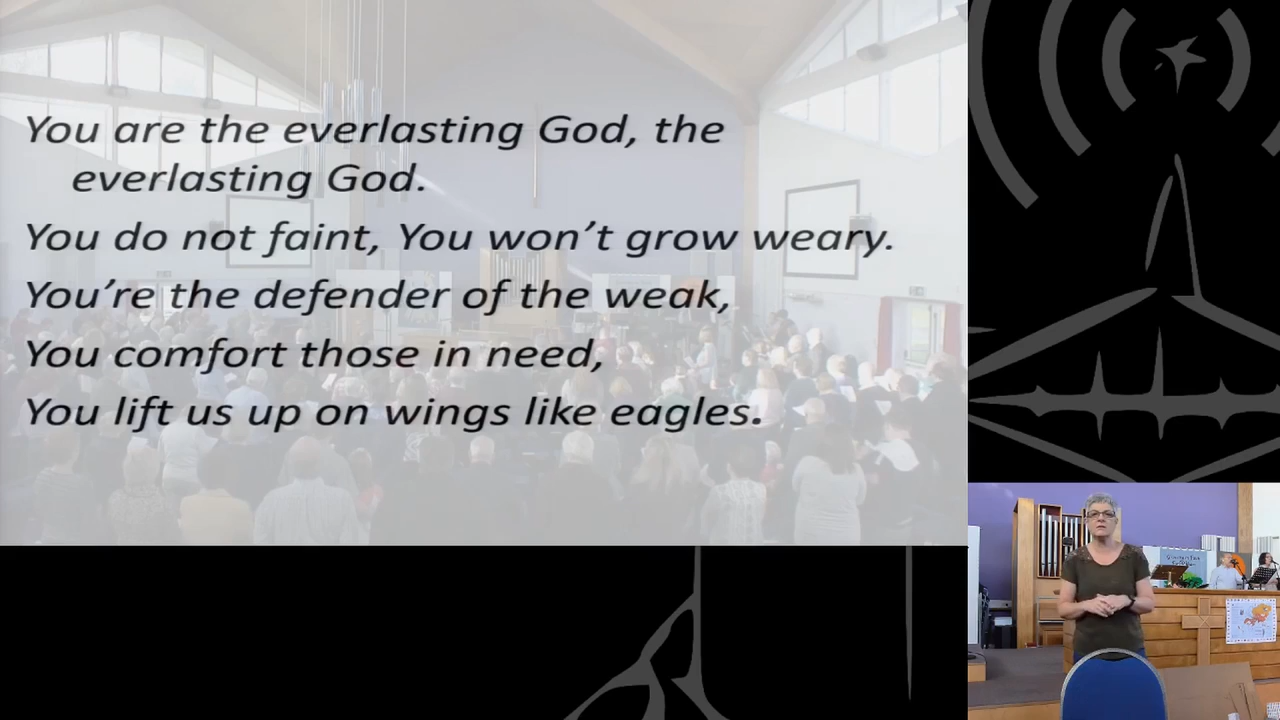 You are the everlasting God, the
everlasting God.
You do not faint, You won’t grow weary.
You’re the defender of the weak,
You comfort those in need,
You lift us up on wings like eagles.